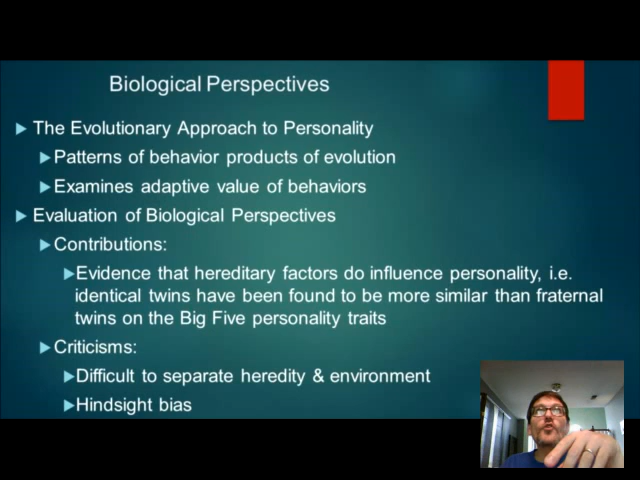 Biological Perspectives
The Evolutionary Approach to Personality
Patterns of behavior products of evolution
Examines adaptive value of behaviors
Evaluation of Biological Perspectives
Contributions:
Evidence that hereditary factors do influence personality, i.e.
identical twins have been found to be more similar than fraternal
twins on the Big Five personality traits
Criticisms:
Difficult to separate heredity & environment
Hindsight bias